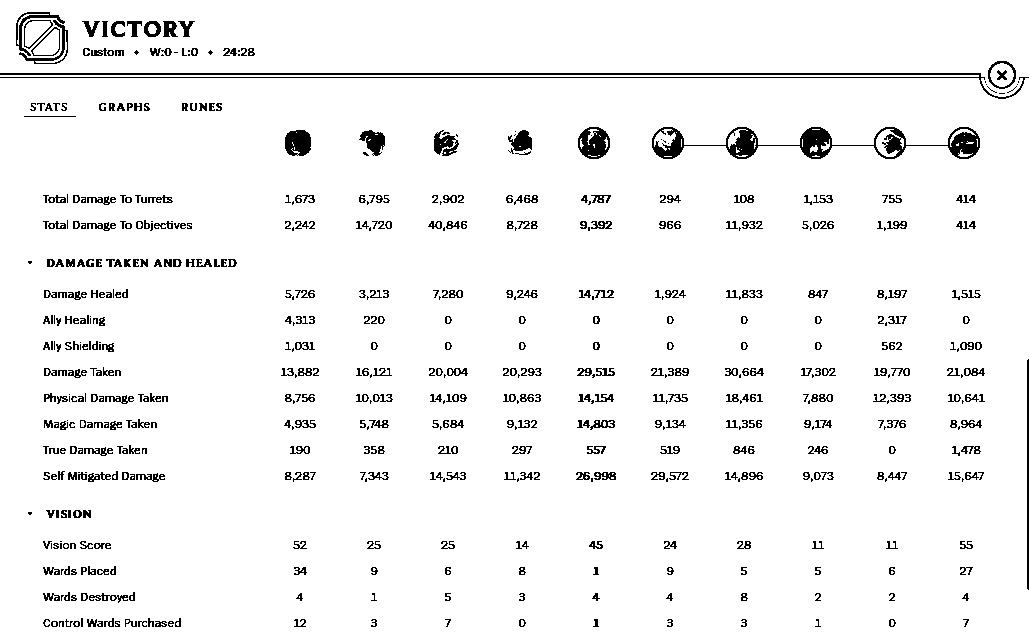 VICTORY
Custom • W:0 - L:0 • 24:28
STATS GRAPHS RUNES
Total Damage To Turrets 1,673 6,795 2,902 6,468 4,787 294 108 1,153 755 414
Total Damage To Objectives 2,242 14,720 40,846 8,728 9,392 966 11,932 5,026 1,199 414
DAMAGE TAKEN AND HEALED
Damage Healed 5,726 3,213 7,280 9,246 14,712 1,924 11,833 847 8,197 1,515
Ally Healing 4,313 220 0 0 0 0 0 0 2,317 0
Ally Shielding 1,031 0 0 0 0 0 0 0 562 1,090
Damage Taken 13,882 16,121 20,004 20,293 29,515 21,389 30,664 17,302 19,770 21,084
Physical Damage Taken 8,756 10,013 14,109 10,863 14,154 11,735 18,461 7,880 12,393 10,641
Magic Damage Taken 4,935 5,748 5,684 9,132 14,803 9,134 11,356 9,174 7,376 8,964
True Damage Taken 190 358 210 297 557 519 846 246 0 1,478
Self Mitigated Damage 8,287 7,343 14,543 11,342 26,998 29,572 14,896 9,073 8,447 15,647
VISION
Vision Score 52 25 25 14 45 24 28 11 11 55
Wards Placed 34 9 6 8 1 9 5 5 6 27
Wards Destroyed 4 1 5 3 4 4 8 2 2 4
Control Wards Purchased 12 3 7 0 1 3 3 1 0 7